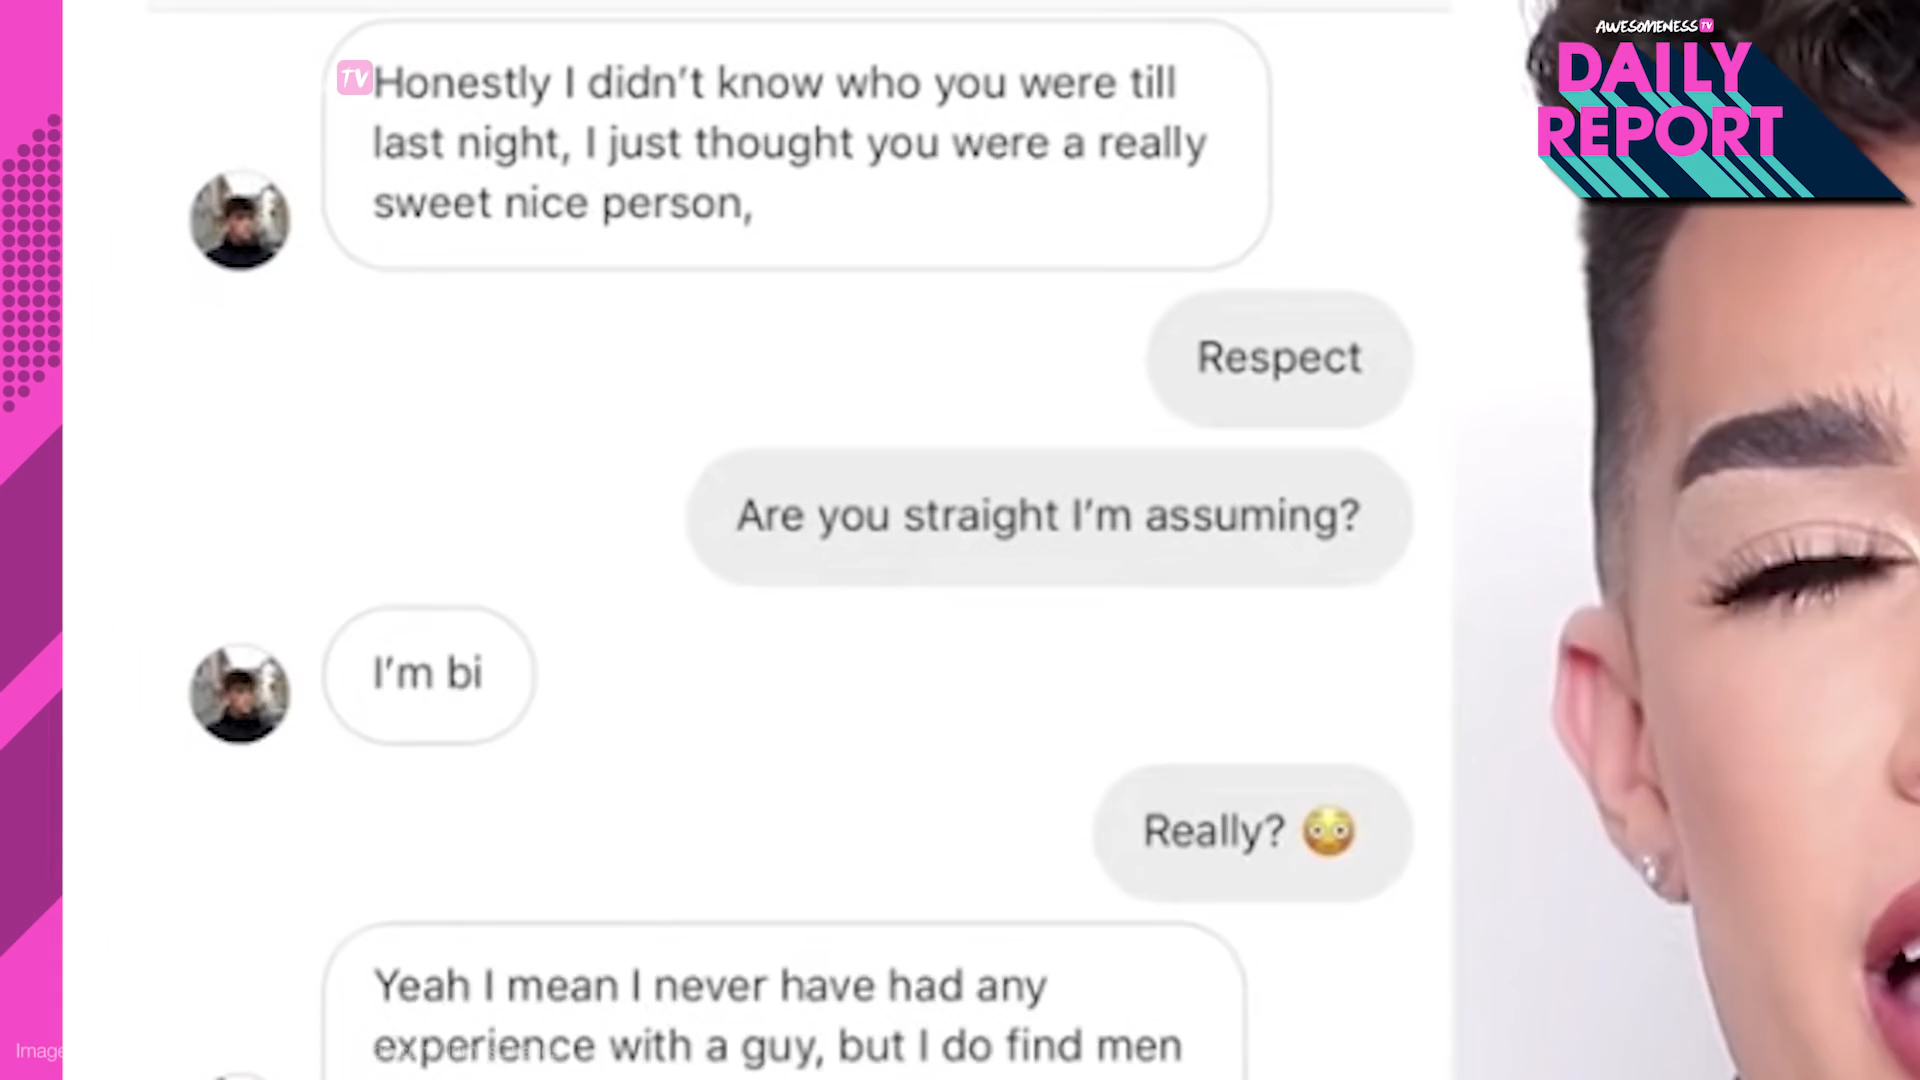 AWESOMENESS TV
DAILY
REPORT
TV
Honestly I didn’t know who you were till
last night, I just thought you were a really
sweet nice person,
Respect
Are you straight I’m assuming?
I’m bi
Really? 😳
Yeah I mean I never have had any
experience with a guy, but I do find men
Image